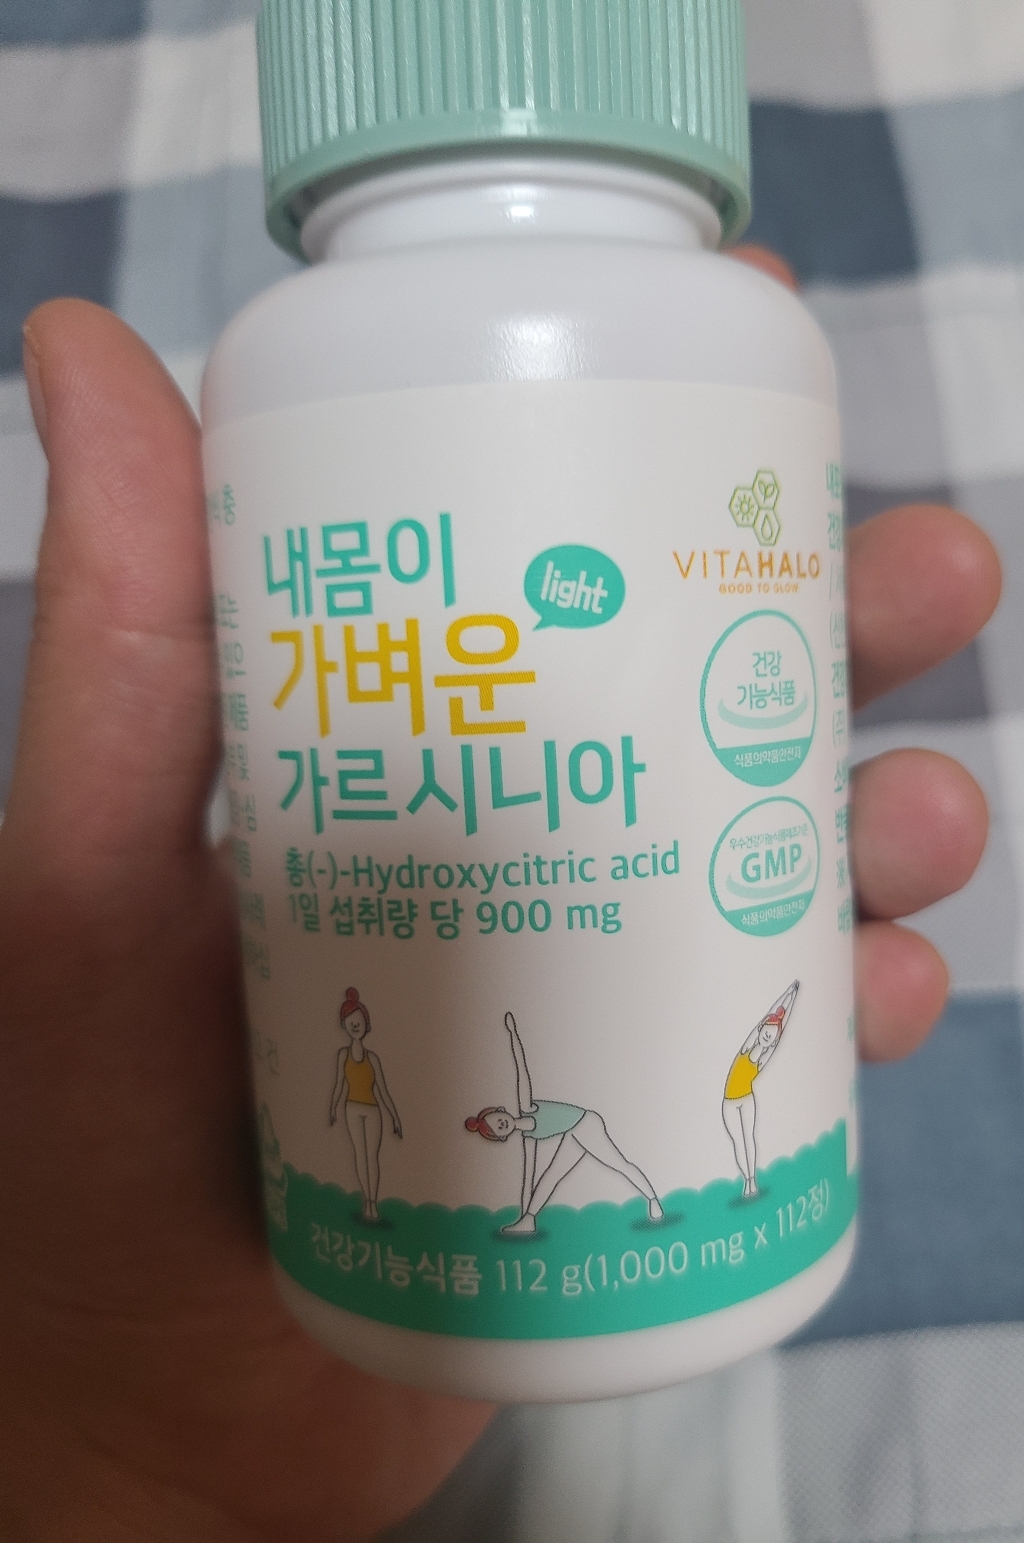 내몸이
light
가벼운
가르시니아
총(-)-Hydroxycitric acid
1일 섭취량 당 900 mg
VITAHALO
GOOD TO GLOW
건강
기능식품
식품의약품안전처
우수건강기능식품제조기준
GMP
식품의약품안전처
건강기능식품 112 g(1,000 mg x 112정)